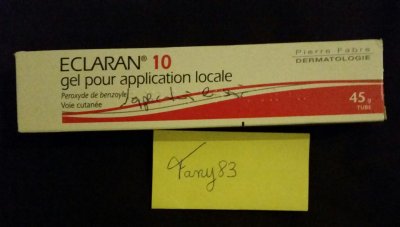 ECLARAN® 10
gel pour application locale
Peroxyde de benzoyle
Voie cutanée
Pierre Fabre
DERMATOLOGIE
45 g
TUBE
Fany83